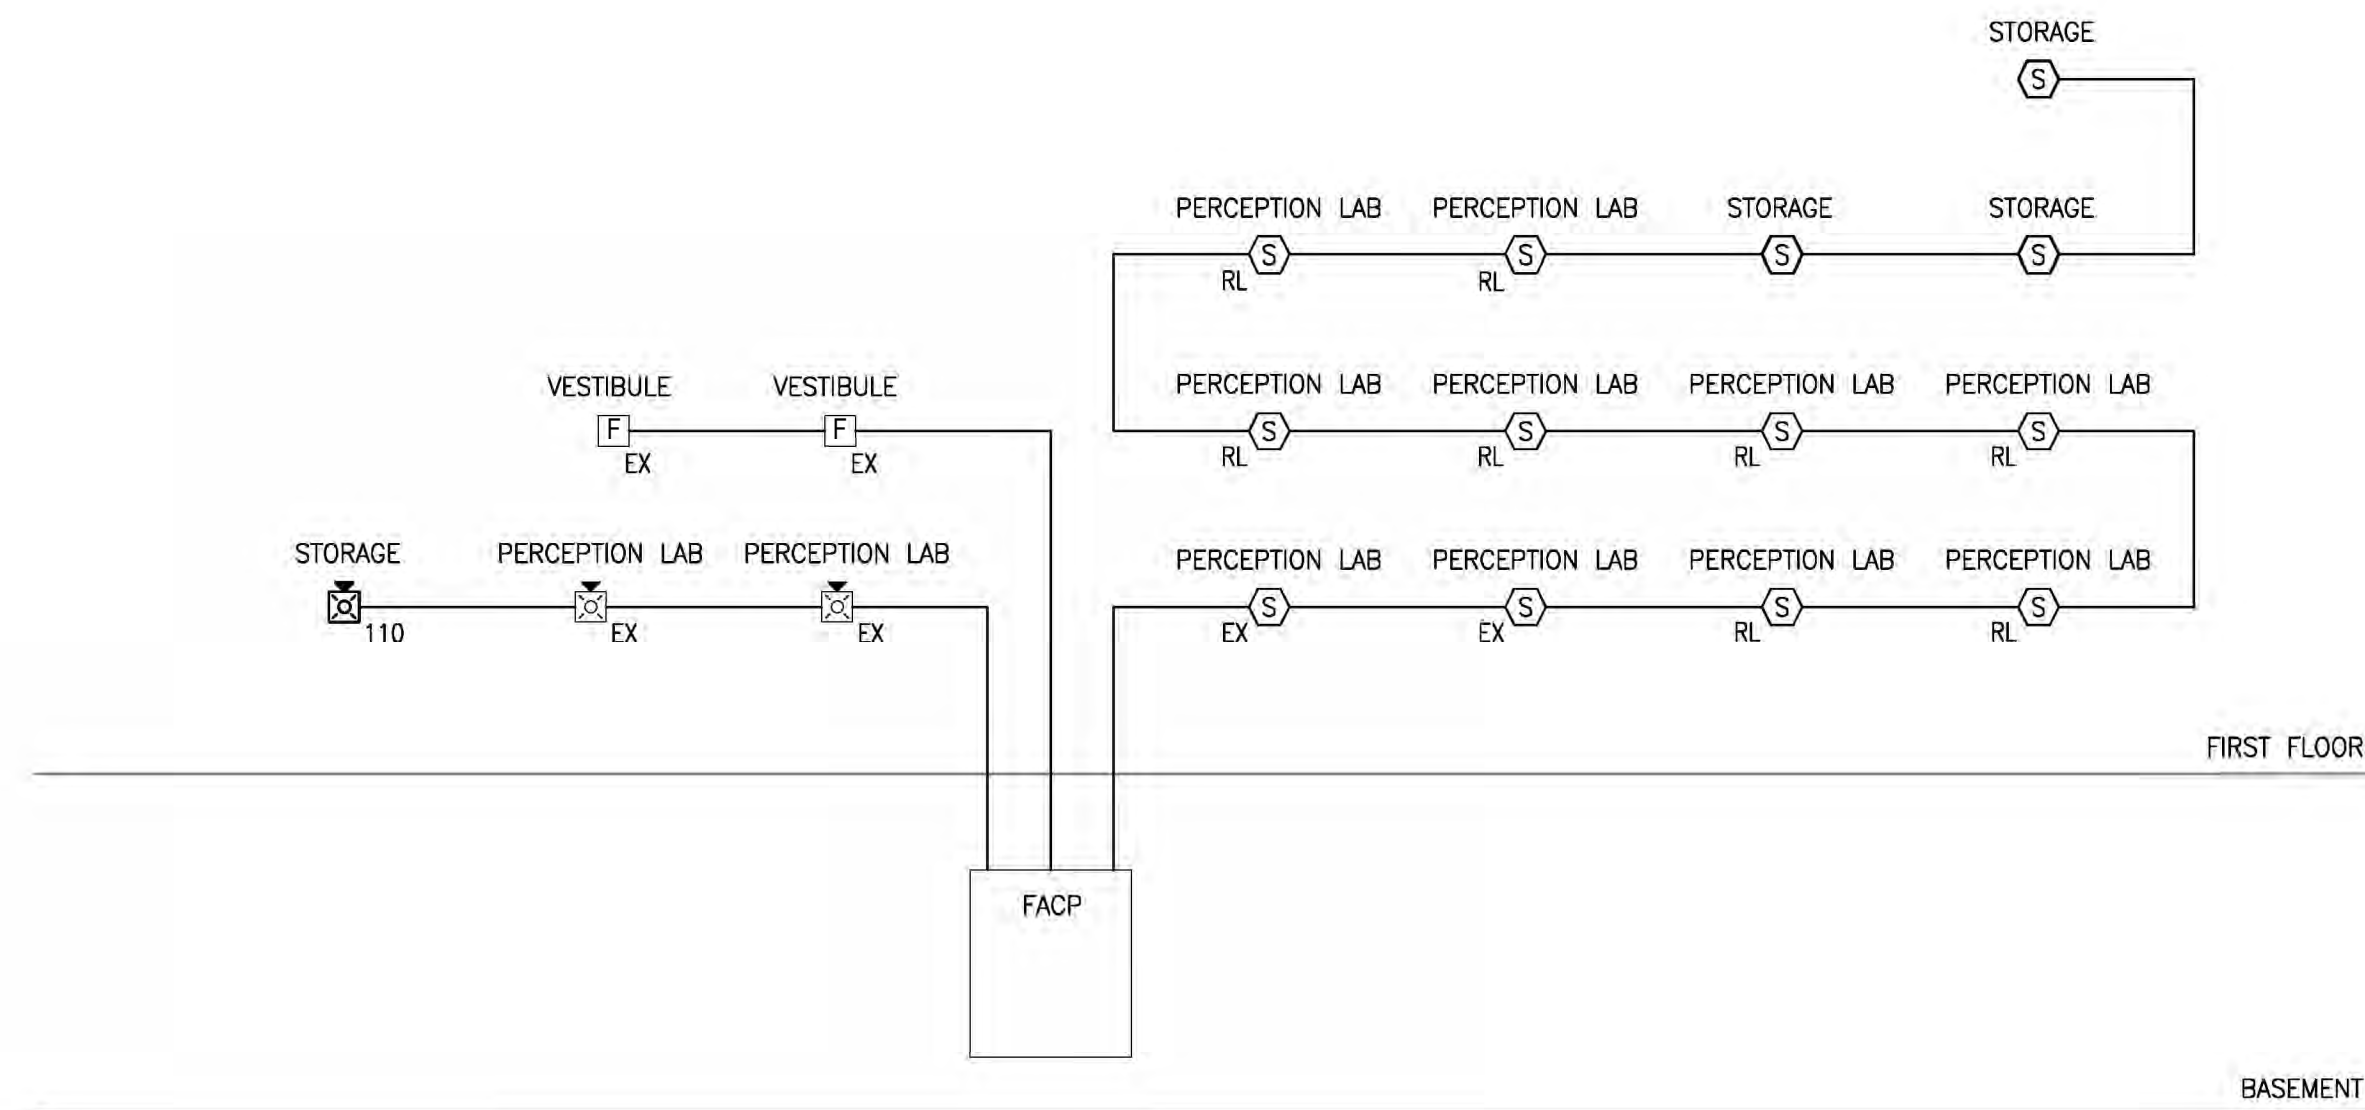 STORAGE
S
PERCEPTION LAB PERCEPTION LAB STORAGE STORAGE
S S S S
RL RL
VESTIBULE VESTIBULE PERCEPTION LAB PERCEPTION LAB PERCEPTION LAB PERCEPTION LAB
F F S S S S
EX EX RL RL RL RL
STORAGE PERCEPTION LAB PERCEPTION LAB PERCEPTION LAB PERCEPTION LAB PERCEPTION LAB PERCEPTION LAB
S S S S
110 EX EX EX EX RL RL
FIRST FLOOR
FACP
BASEMENT